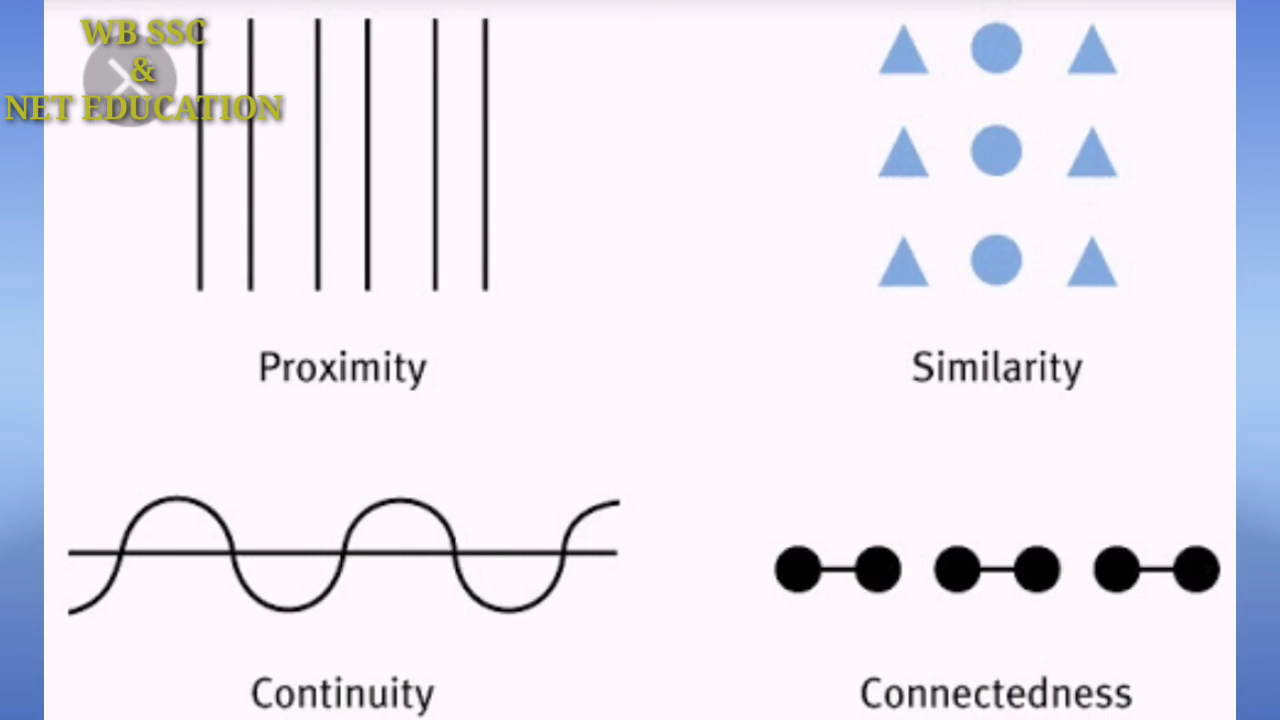 WB SSC
&
NET EDUCATION
Proximity
Similarity
Continuity
Connectedness